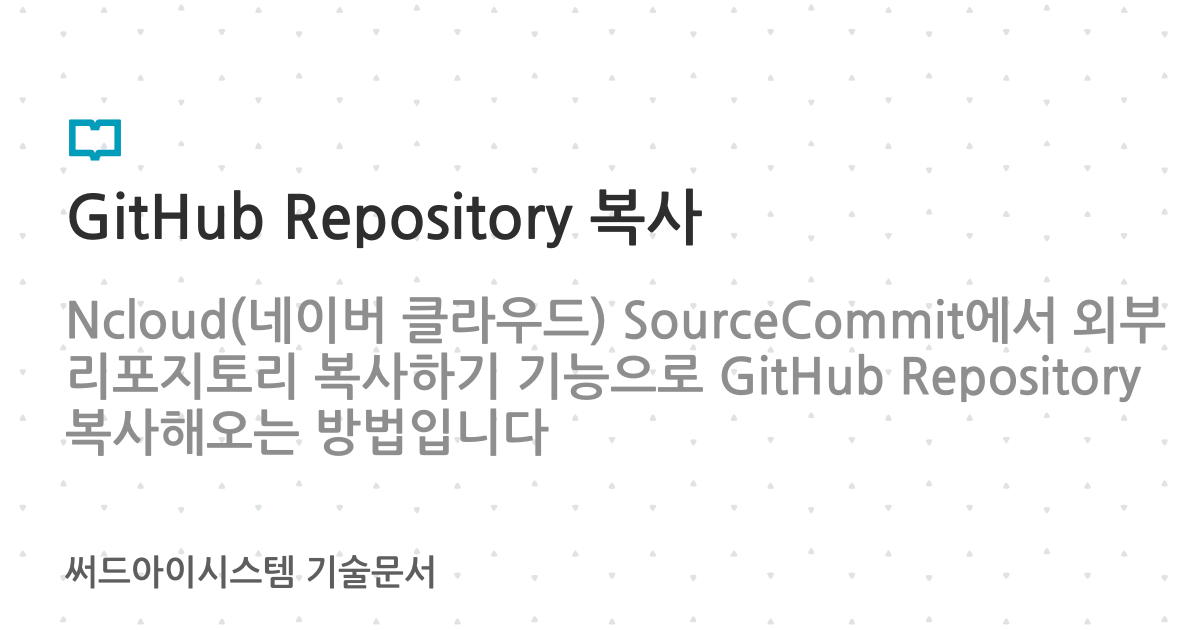 GitHub Repository 복사
Ncloud(네이버 클라우드) SourceCommit에서 외부
리포지토리 복사하기 기능으로 GitHub Repository
복사해오는 방법입니다
써드아이시스템 기술문서